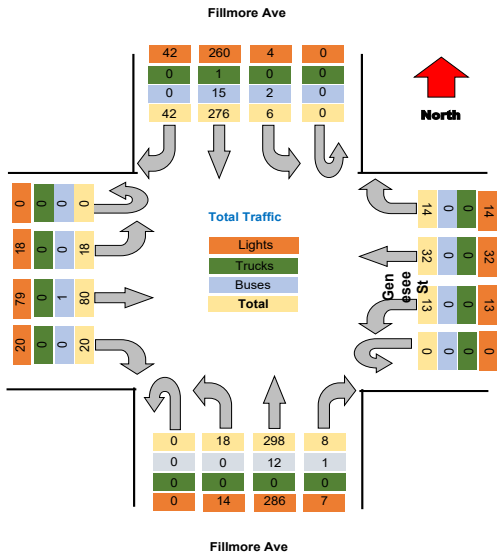 Fillmore Ave
42 260 4 0
0 1 0 0
0 15 2 0
42 276 6 0
North
0 0 0 0
18 0 0 18
79 0 1 80
20 0 0 20
Total Traffic
Lights
Trucks
Buses
Total
14 0 0 14
32 0 0 32
13 0 0 13
0 0 0 0
Gen
esee
St
0 18 298 8
0 0 12 1
0 0 0 0
0 14 286 7
Fillmore Ave